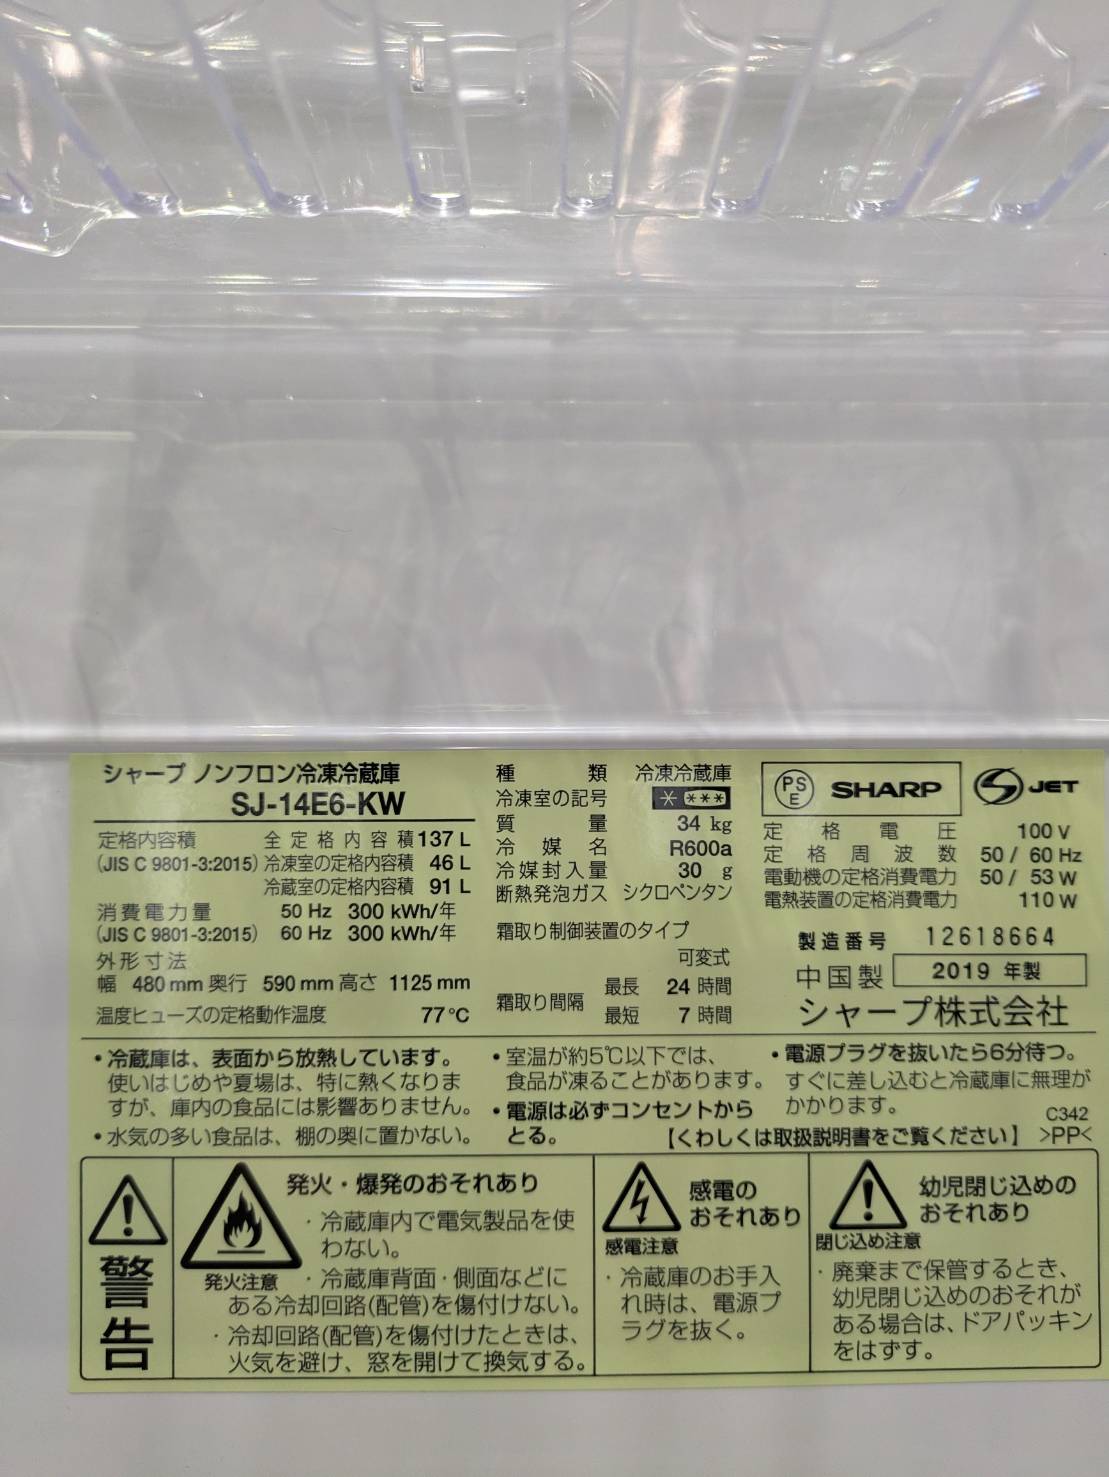 シャープ ノンフロン冷凍冷蔵庫
SJ-14E6-KW
定格内容積 全定格内容積 137 L
(JIS C 9801-3:2015) 冷凍室の定格内容積 46 L
冷蔵室の定格内容積 91 L
消費電力量 50 Hz 300 kWh/年
(JIS C 9801-3:2015) 60 Hz 300 kWh/年
外形寸法
幅 480 mm 奥行 590 mm 高さ 1125 mm
温度ヒューズの定格動作温度 77℃
種類 冷凍冷蔵庫
冷凍室の記号 * ***
質量 34 kg
冷媒名 R600a
冷媒封入量 30 g
断熱発泡ガス シクロペンタン
霜取り制御装置のタイプ
可変式
霜取り間隔 最長 24 時間
最短 7 時間
PS
E
SHARP
JET
定格電圧 100 V
定格周波数 50 / 60 Hz
電動機の定格消費電力 50 / 53 W
電熱装置の定格消費電力 110 W
製造番号 12618664
中国製 2019 年製
シャープ株式会社
・冷蔵庫は、表面から放熱しています。
使いはじめや夏場は、特に熱くなりま
すが、庫内の食品には影響ありません。
・水気の多い食品は、棚の奥に置かない。
・室温が約5℃以下では、
食品が凍ることがあります。
・電源は必ずコンセントから
とる。
・電源プラグを抜いたら6分待つ。
すぐに差し込むと冷蔵庫に無理が
かかります。
C342
【くわしくは取扱説明書をご覧ください】 >PP<
警告
発火注意
発火・爆発のおそれあり
・冷蔵庫内で電気製品を使
わない。
・冷蔵庫背面・側面などに
ある冷却回路(配管)を傷付けない。
・冷却回路(配管)を傷付けたときは、
火気を避け、窓を開けて換気する。
感電注意
感電の
おそれあり
・冷蔵庫のお手入
れ時は、電源プ
ラグを抜く。
閉じ込め注意
幼児閉じ込めの
おそれあり
・廃棄まで保管するとき、
幼児閉じ込めのおそれが
ある場合は、ドアパッキン
をはずす。